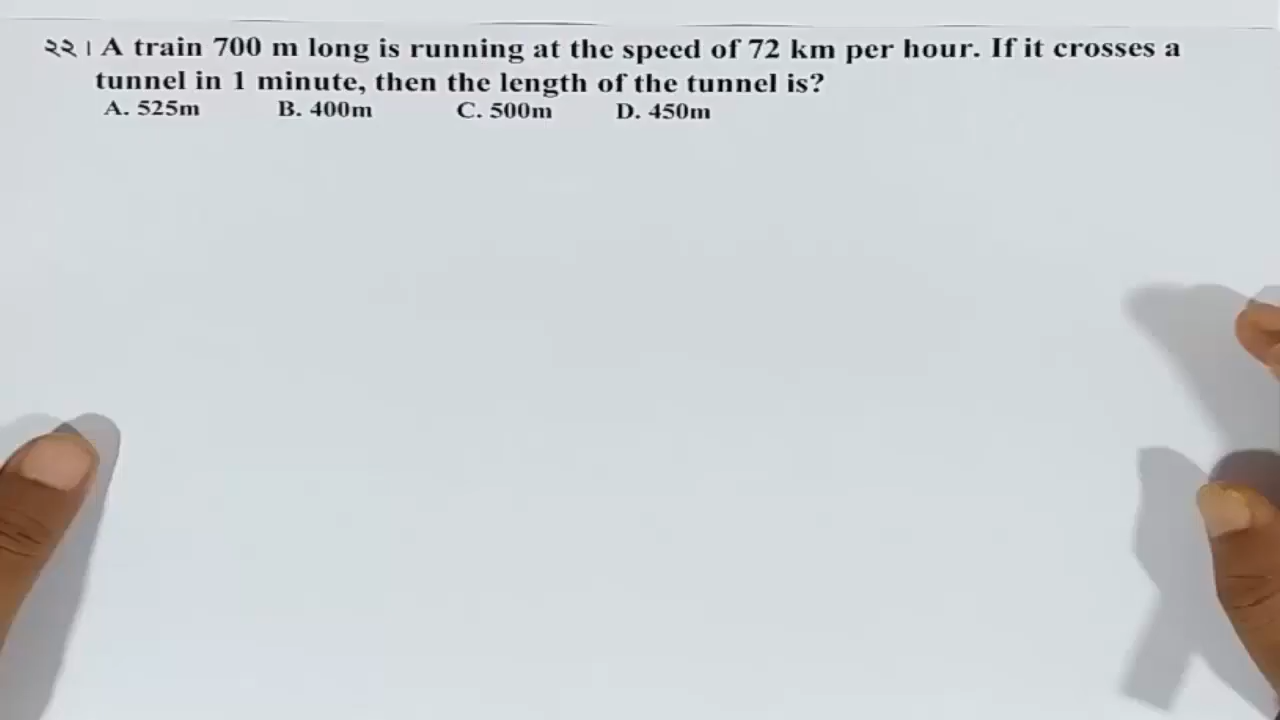 ২২। A train 700 m long is running at the speed of 72 km per hour. If it crosses a
tunnel in 1 minute, then the length of the tunnel is?
A. 525m B. 400m C. 500m D. 450m